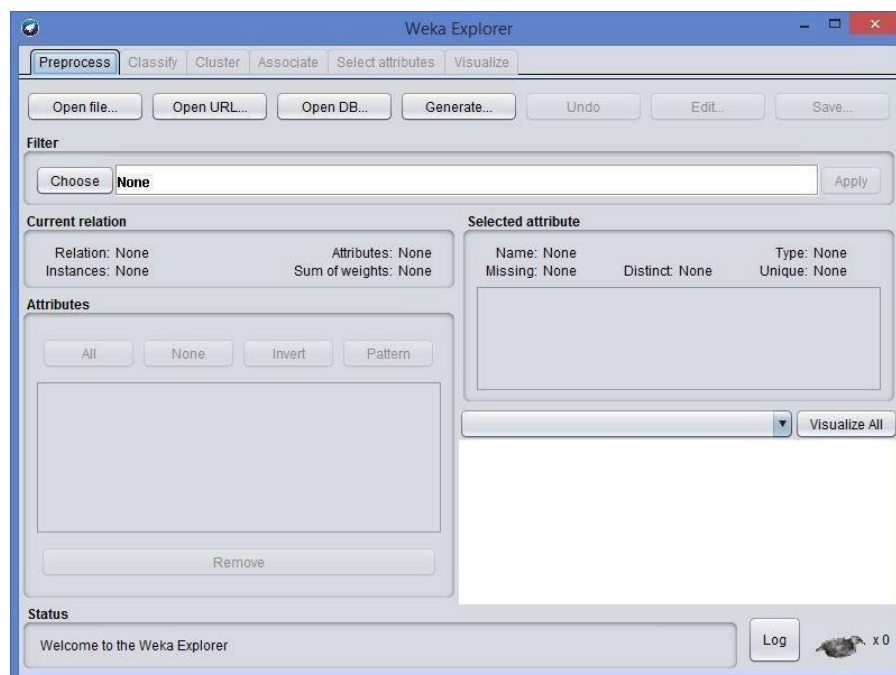 Weka Explorer
Preprocess Classify Cluster Associate Select attributes Visualize
Open file... Open URL... Open DB... Generate... Undo Edit... Save...
Filter
Choose None Apply
Current relation
Relation: None Attributes: None
Instances: None Sum of weights: None
Selected attribute
Name: None Type: None
Missing: None Distinct: None Unique: None
Attributes
All None Invert Pattern
Remove
Visualize All
Status
Welcome to the Weka Explorer
Log x 0